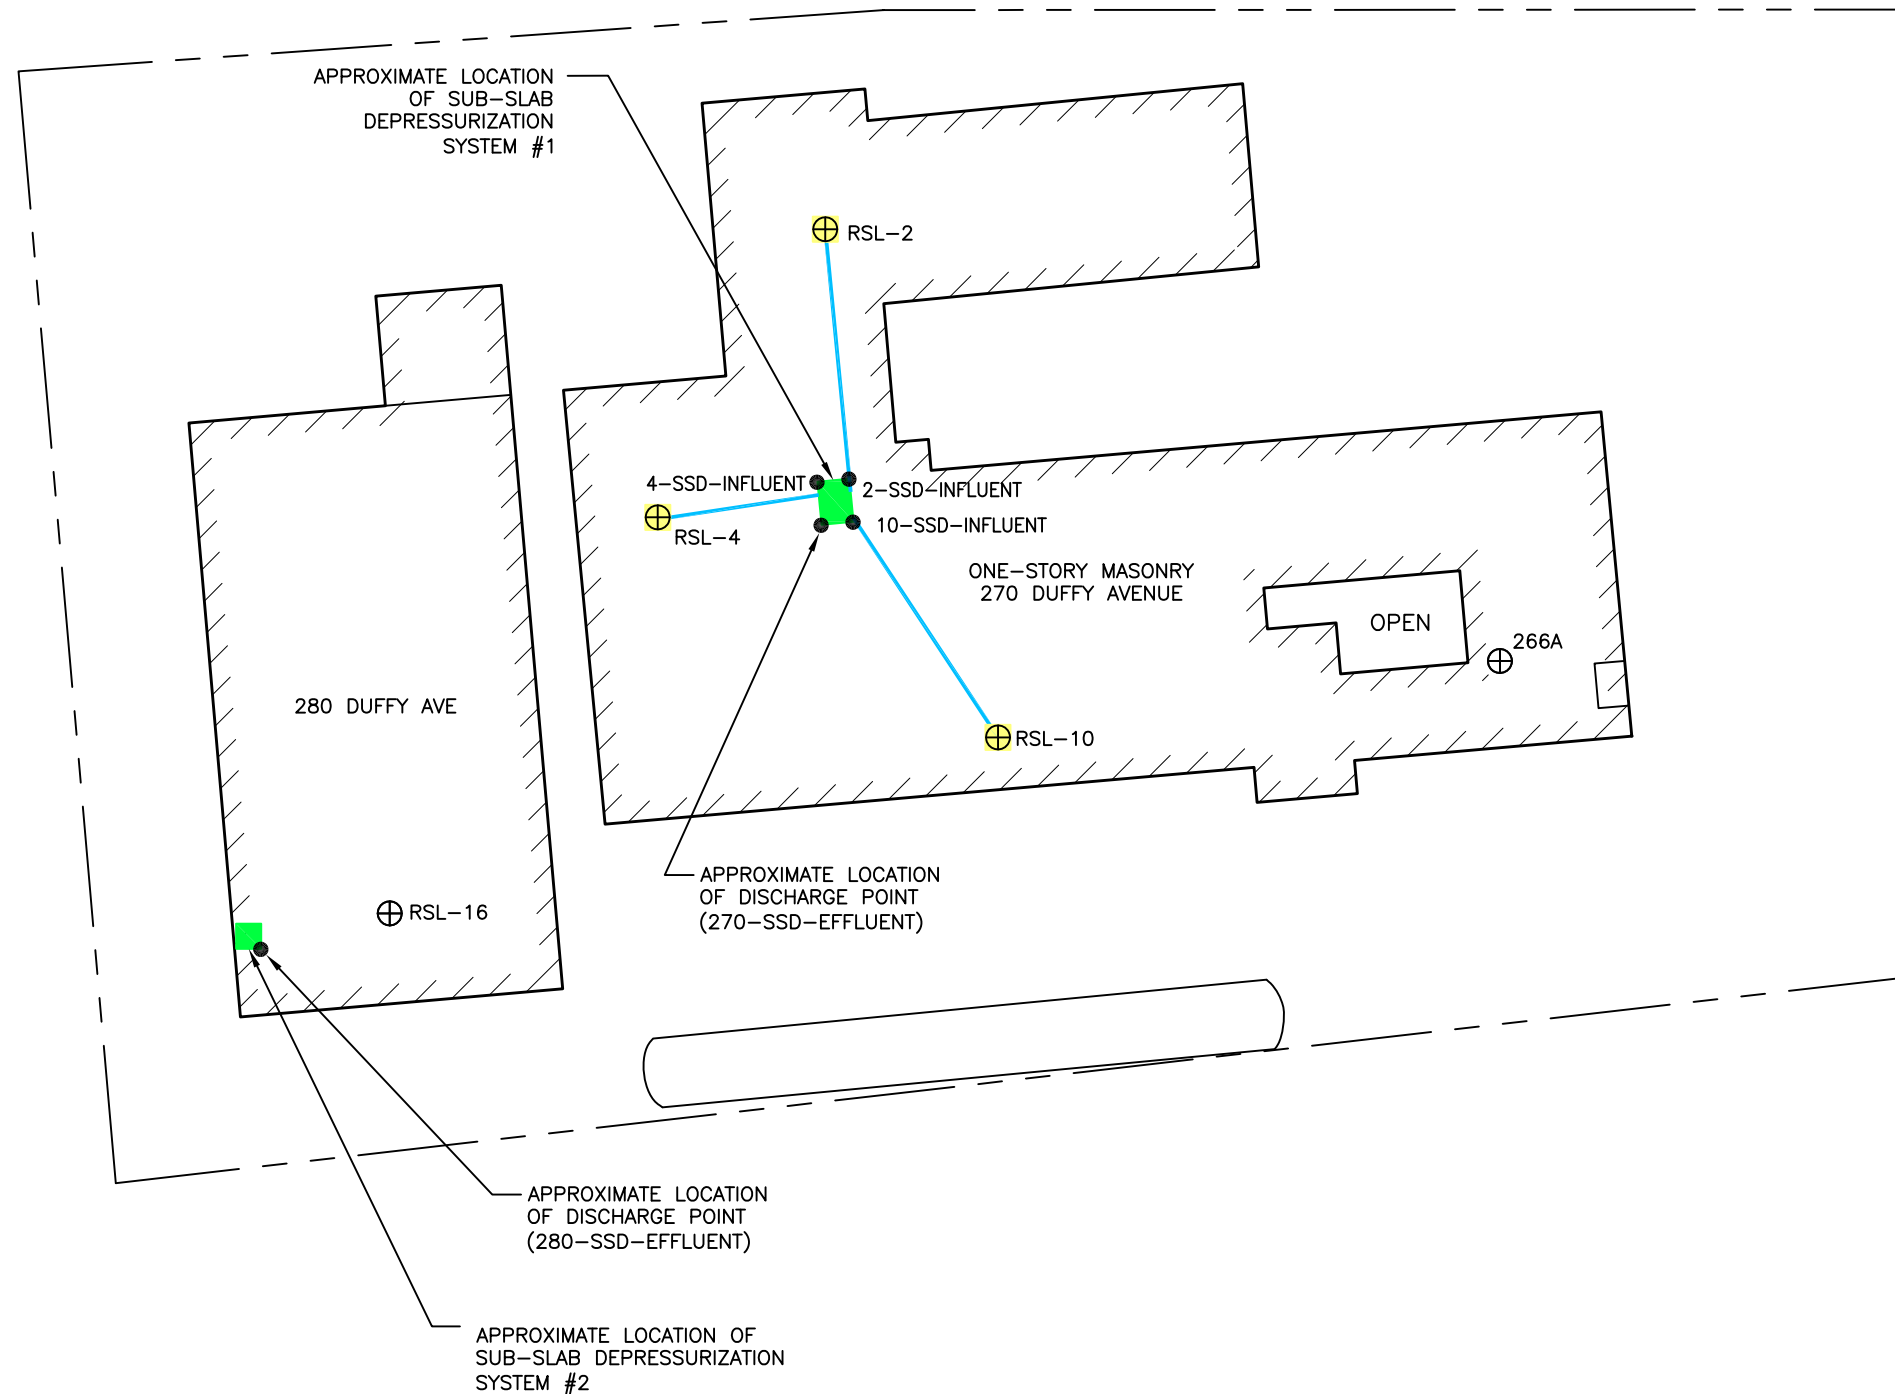 APPROXIMATE LOCATION
OF SUB-SLAB
DEPRESSURIZATION
SYSTEM #1
RSL-2
4-SSD-INFLUENT
2-SSD-INFLUENT
10-SSD-INFLUENT
RSL-4
ONE-STORY MASONRY
270 DUFFY AVENUE
OPEN
266A
280 DUFFY AVE
RSL-10
APPROXIMATE LOCATION
OF DISCHARGE POINT
(270-SSD-EFFLUENT)
RSL-16
APPROXIMATE LOCATION
OF DISCHARGE POINT
(280-SSD-EFFLUENT)
APPROXIMATE LOCATION OF
SUB-SLAB DEPRESSURIZATION
SYSTEM #2